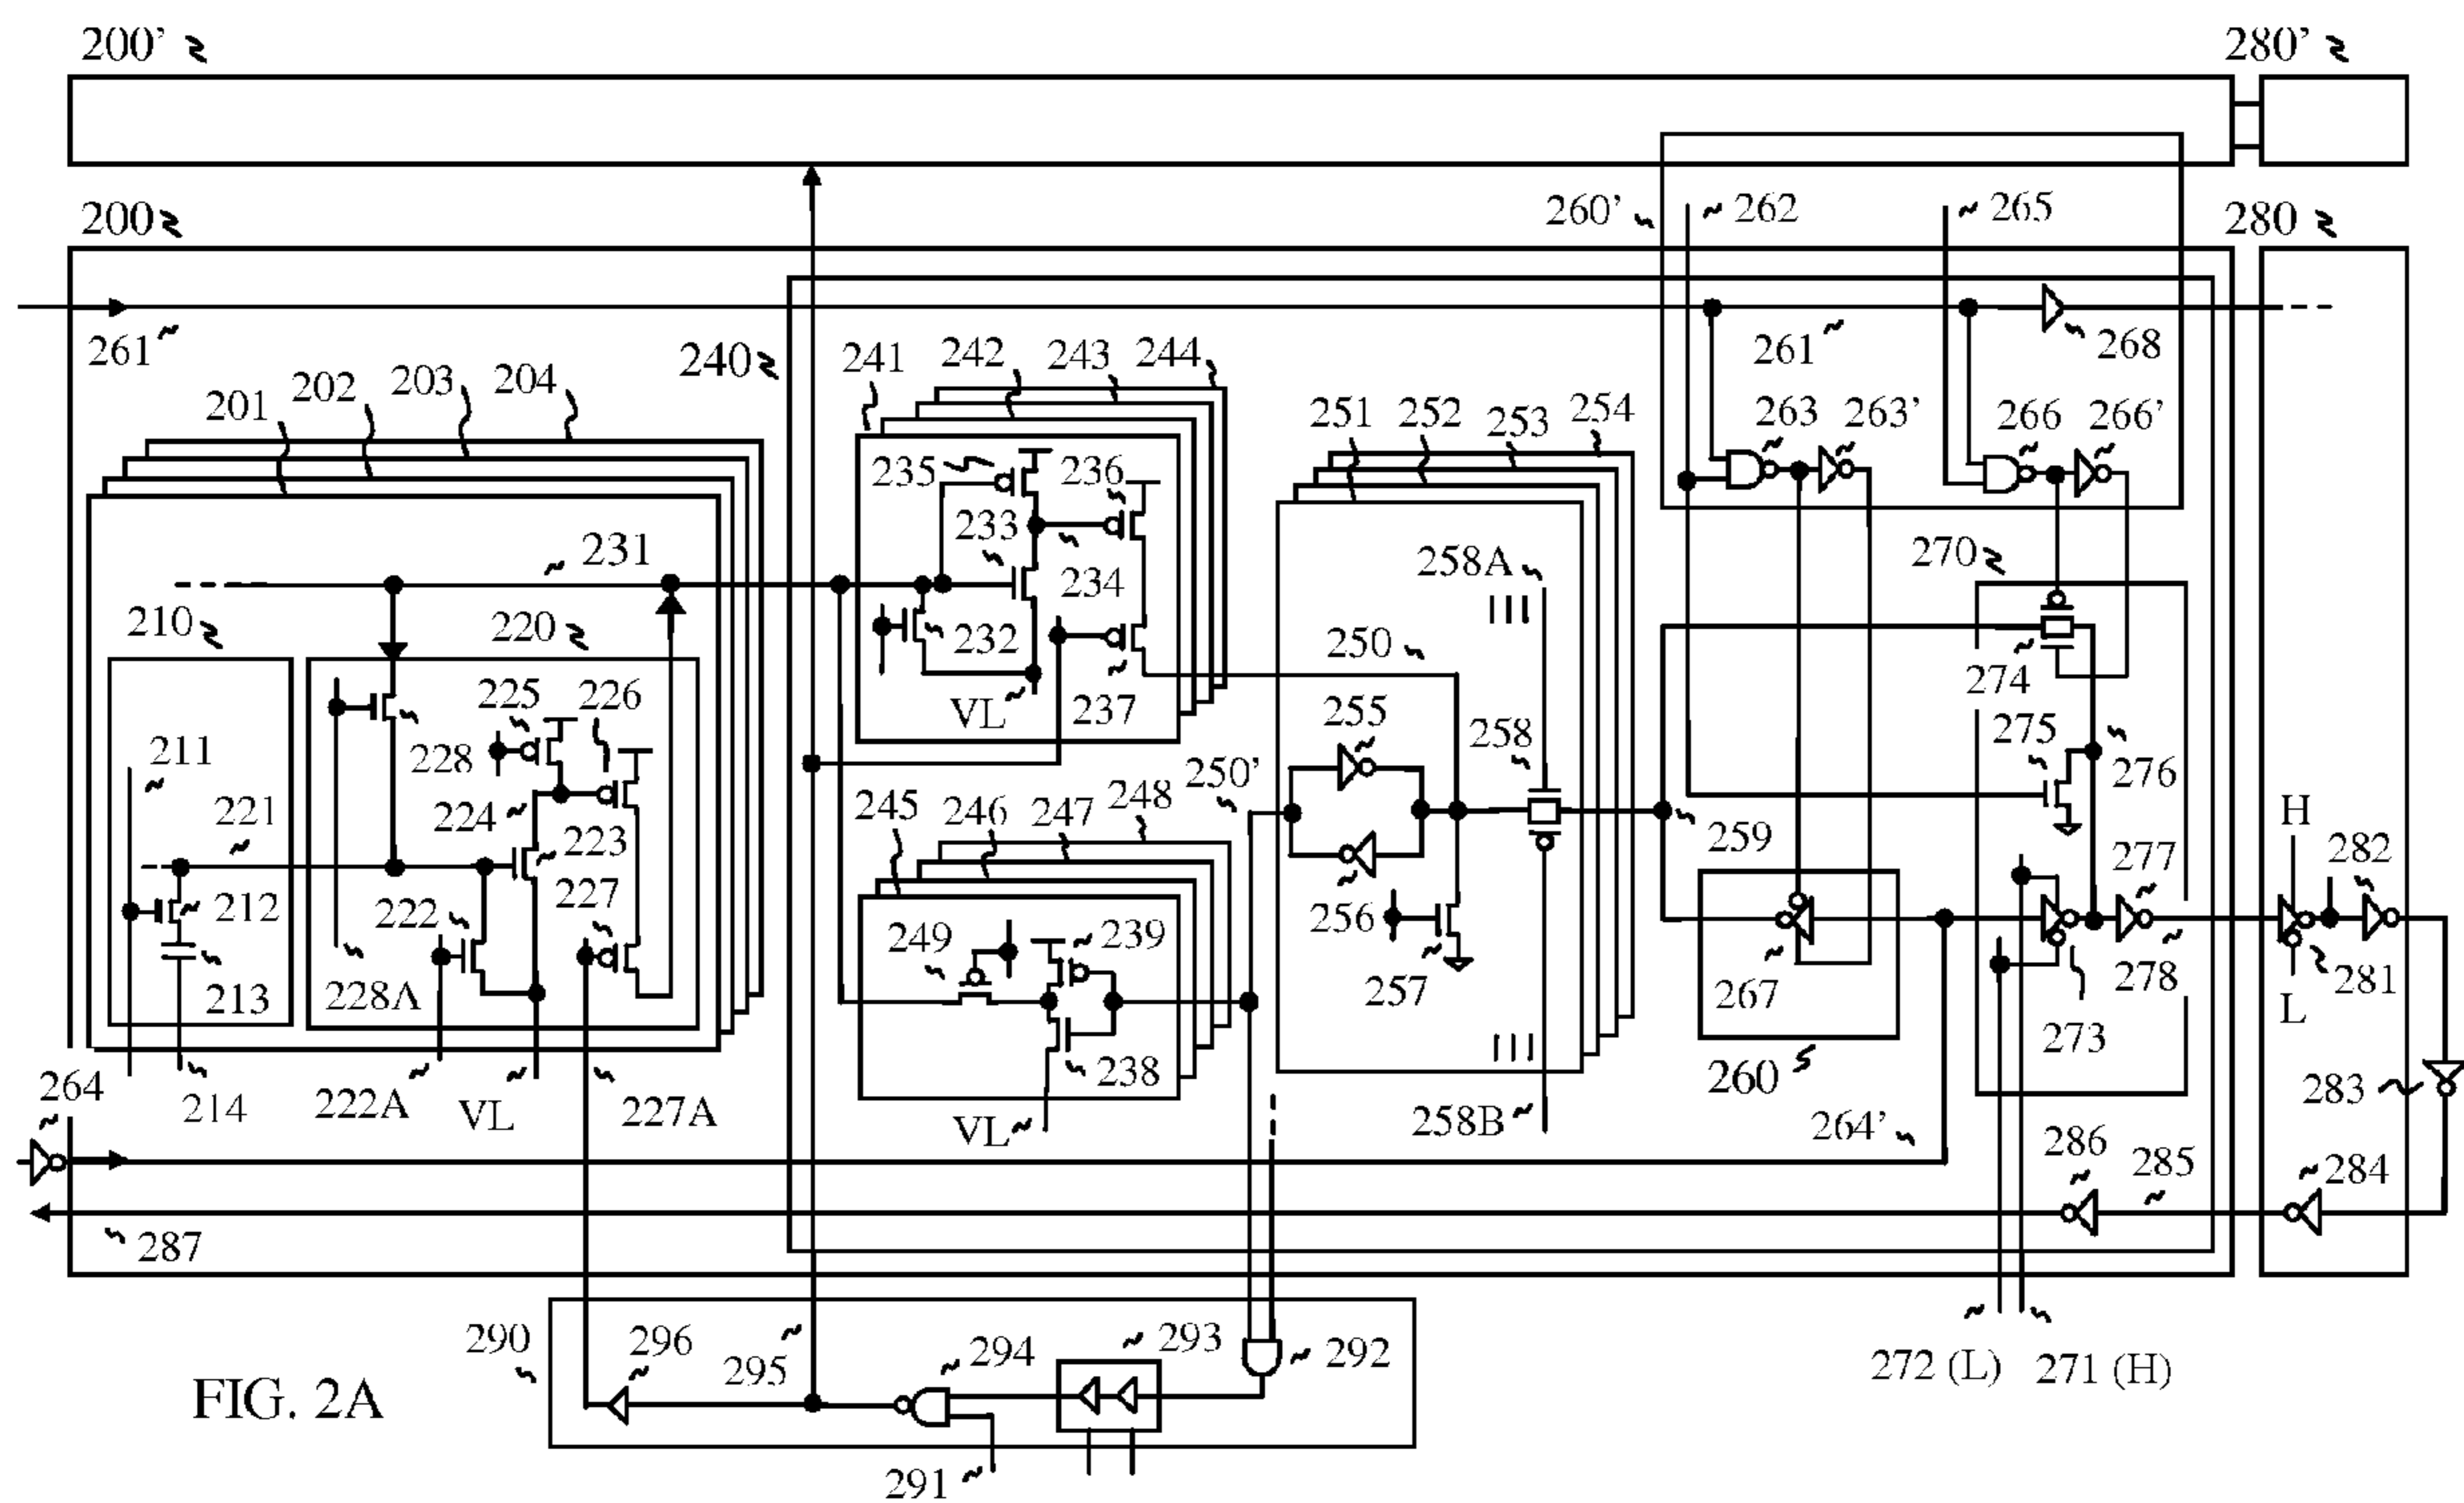 200’ 280’
200 260’ 262 265 280
261 240 241 242 243 244 261 268
201 202 203 204 251 252 253 254 263 263’ 266 266’
235 236
231 233 258A 270
210 220 232 234 250 274
225 226 VL 237 255 258 275
211 228 250’ 276
221 224 223 245 246 247 248 259 H
212 222 227 256 277 282
213 228A 249 239 257 267 278 281
L
264 214 222A VL 227A 238 260 273 283
VL 258B 264’ 286 285 284
287
290 296 295 294 293 292 272 (L) 271 (H)
FIG. 2A
291